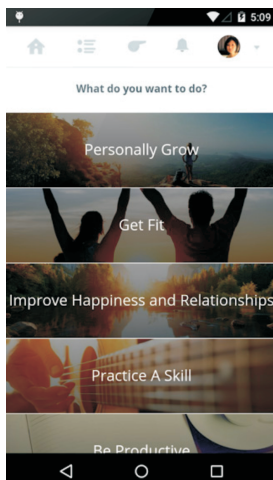 5:09
What do you want to do?
Personally Grow
Get Fit
Improve Happiness and Relationships
Practice A Skill
Be Productive